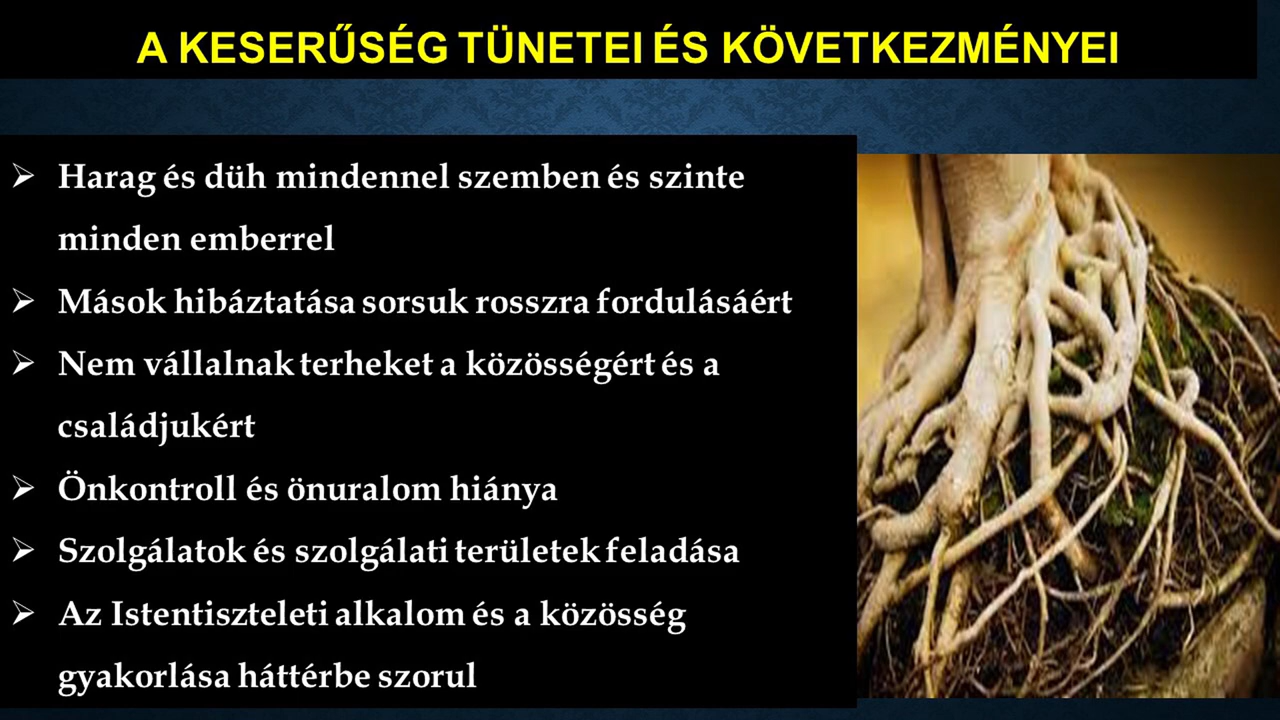 A KESERŰSÉG TÜNETEI ÉS KÖVETKEZMÉNYEI
➢ Harag és düh mindennel szemben és szinte
minden emberrel
➢ Mások hibáztatása sorsuk rosszra fordulásáért
➢ Nem vállalnak terheket a közösségért és a
családjukért
➢ Önkontroll és önuralom hiánya
➢ Szolgálatok és szolgálati területek feladása
➢ Az Istentiszteleti alkalom és a közösség
gyakorlása háttérbe szorul